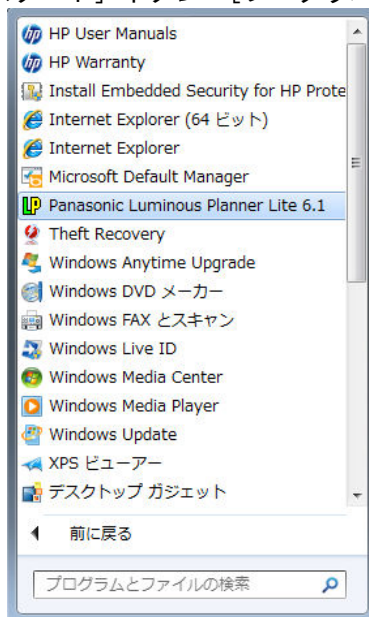 HP User Manuals
HP Warranty
Install Embedded Security for HP Prote
Internet Explorer (64 ビット)
Internet Explorer
Microsoft Default Manager
LP Panasonic Luminous Planner Lite 6.1
Theft Recovery
Windows Anytime Upgrade
Windows DVD メーカー
Windows FAX とスキャン
Windows Live ID
Windows Media Center
Windows Media Player
Windows Update
XPS ビューアー
デスクトップ ガジェット
前に戻る
プログラムとファイルの検索